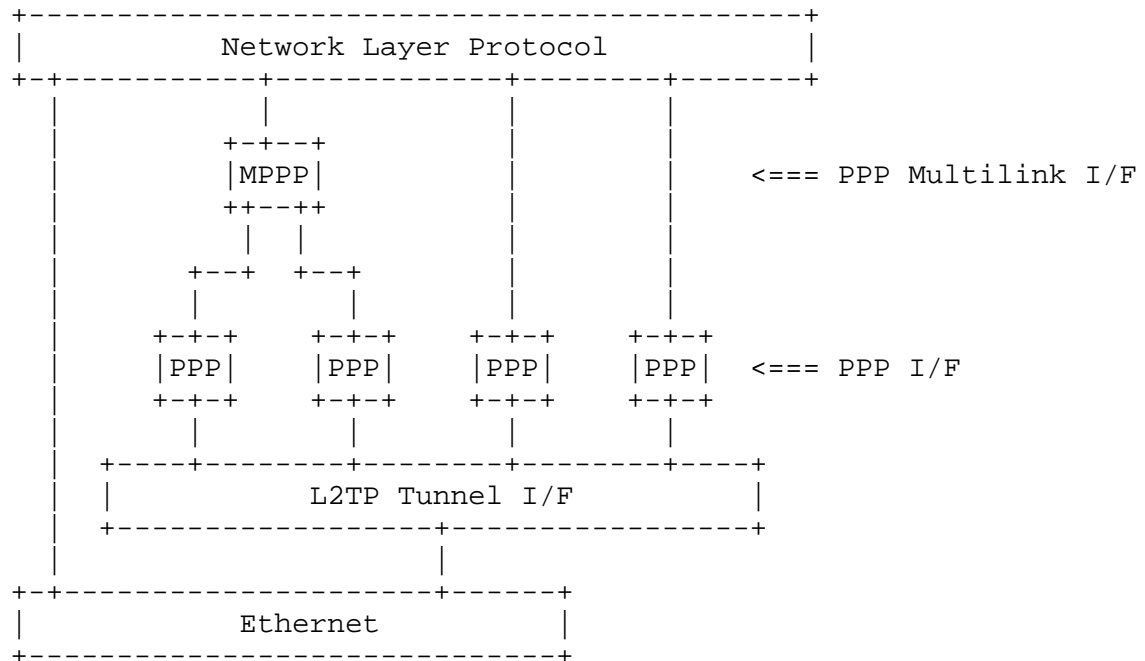 Network Layer Protocol
MPPP <=== PPP Multilink I/F
PPP PPP PPP PPP <=== PPP I/F
L2TP Tunnel I/F
Ethernet